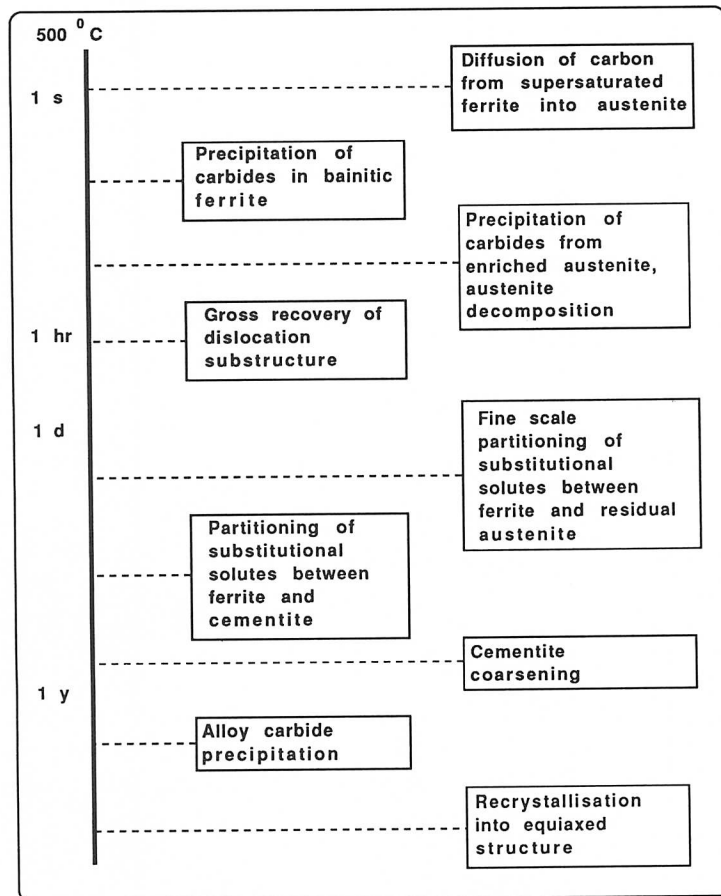 500 °C
1 s
Diffusion of carbon
from supersaturated
ferrite into austenite
Precipitation of
carbides in bainitic
ferrite
Precipitation of
carbides from
enriched austenite,
austenite
decomposition
1 hr
Gross recovery of
dislocation
substructure
1 d
Fine scale
partitioning of
substitutional
solutes between
ferrite and residual
austenite
Partitioning of
substitutional
solutes between
ferrite and
cementite
Cementite
coarsening
1 y
Alloy carbide
precipitation
Recrystallisation
into equiaxed
structure